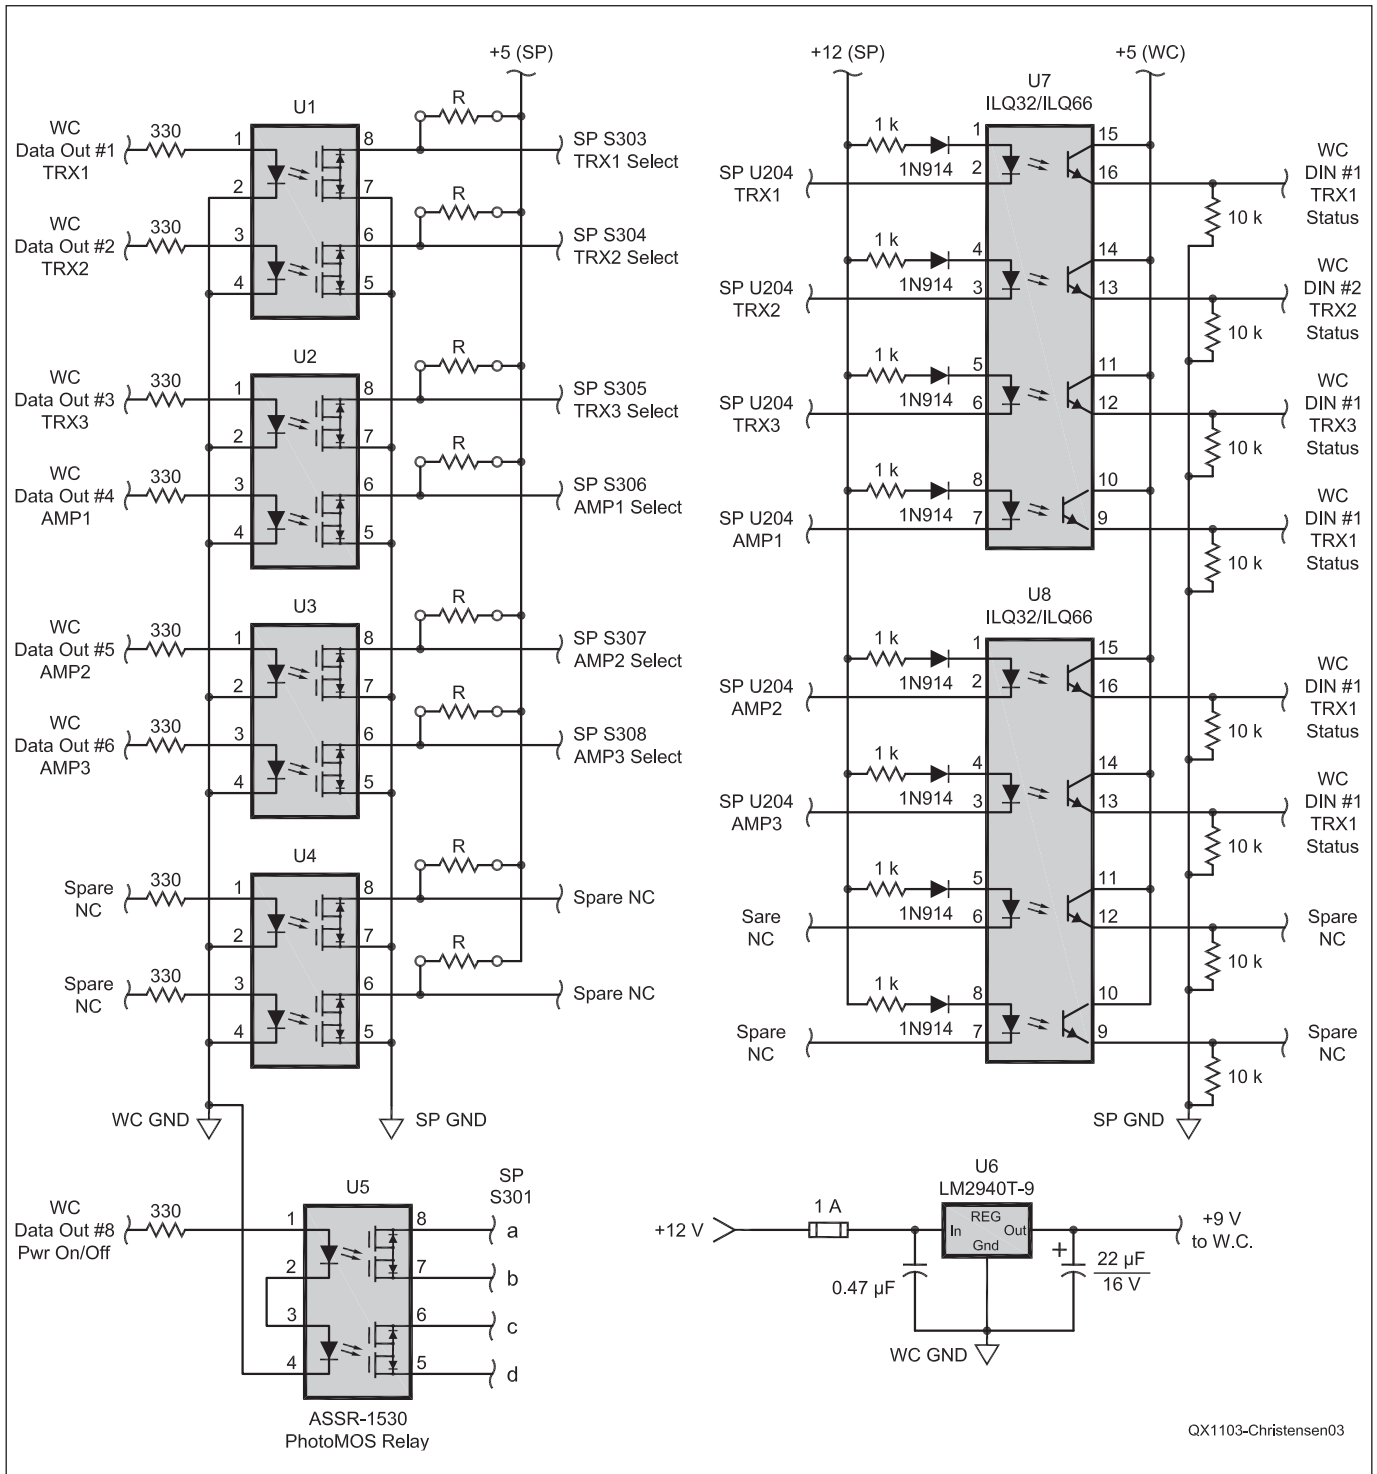 +5 (SP)
U1
WC
Data Out #1
TRX1
330
1
2
8
7
R
SP S303
TRX1 Select
WC
Data Out #2
TRX2
330
3
4
6
5
R
SP S304
TRX2 Select
U2
WC
Data Out #3
TRX3
330
1
2
8
7
R
SP S305
TRX3 Select
WC
Data Out #4
AMP1
330
3
4
6
5
R
SP S306
AMP1 Select
U3
WC
Data Out #5
AMP2
330
1
2
8
7
R
SP S307
AMP2 Select
WC
Data Out #6
AMP3
330
3
4
6
5
R
SP S308
AMP3 Select
U4
Spare
NC
330
1
2
8
7
R
Spare NC
Spare
NC
330
3
4
6
5
R
Spare NC
WC GND
SP GND
U5
SP
S301
WC
Data Out #8
Pwr On/Off
330
1
2
3
4
8
7
6
5
a
b
c
d
ASSR-1530
PhotoMOS Relay
+12 (SP)
+5 (WC)
U7
ILQ32/ILQ66
SP U204
TRX1
1 k
1N914
1
2
15
16
10 k
WC
DIN #1
TRX1
Status
SP U204
TRX2
1 k
1N914
4
3
14
13
10 k
WC
DIN #2
TRX2
Status
SP U204
TRX3
1 k
1N914
5
6
11
12
10 k
WC
DIN #1
TRX3
Status
SP U204
AMP1
1 k
1N914
8
7
10
9
10 k
WC
DIN #1
TRX1
Status
U8
ILQ32/ILQ66
SP U204
AMP2
1 k
1N914
1
2
15
16
10 k
WC
DIN #1
TRX1
Status
SP U204
AMP3
1 k
1N914
4
3
14
13
10 k
WC
DIN #1
TRX1
Status
Sare
NC
1 k
1N914
5
6
11
12
10 k
Spare
NC
Spare
NC
1 k
1N914
8
7
10
9
10 k
Spare
NC
SP GND
U6
LM2940T-9
+12 V
1 A
REG
In
Out
Gnd
0.47 µF
+
22 µF
16 V
+9 V
to W.C.
WC GND
QX1103-Christensen03